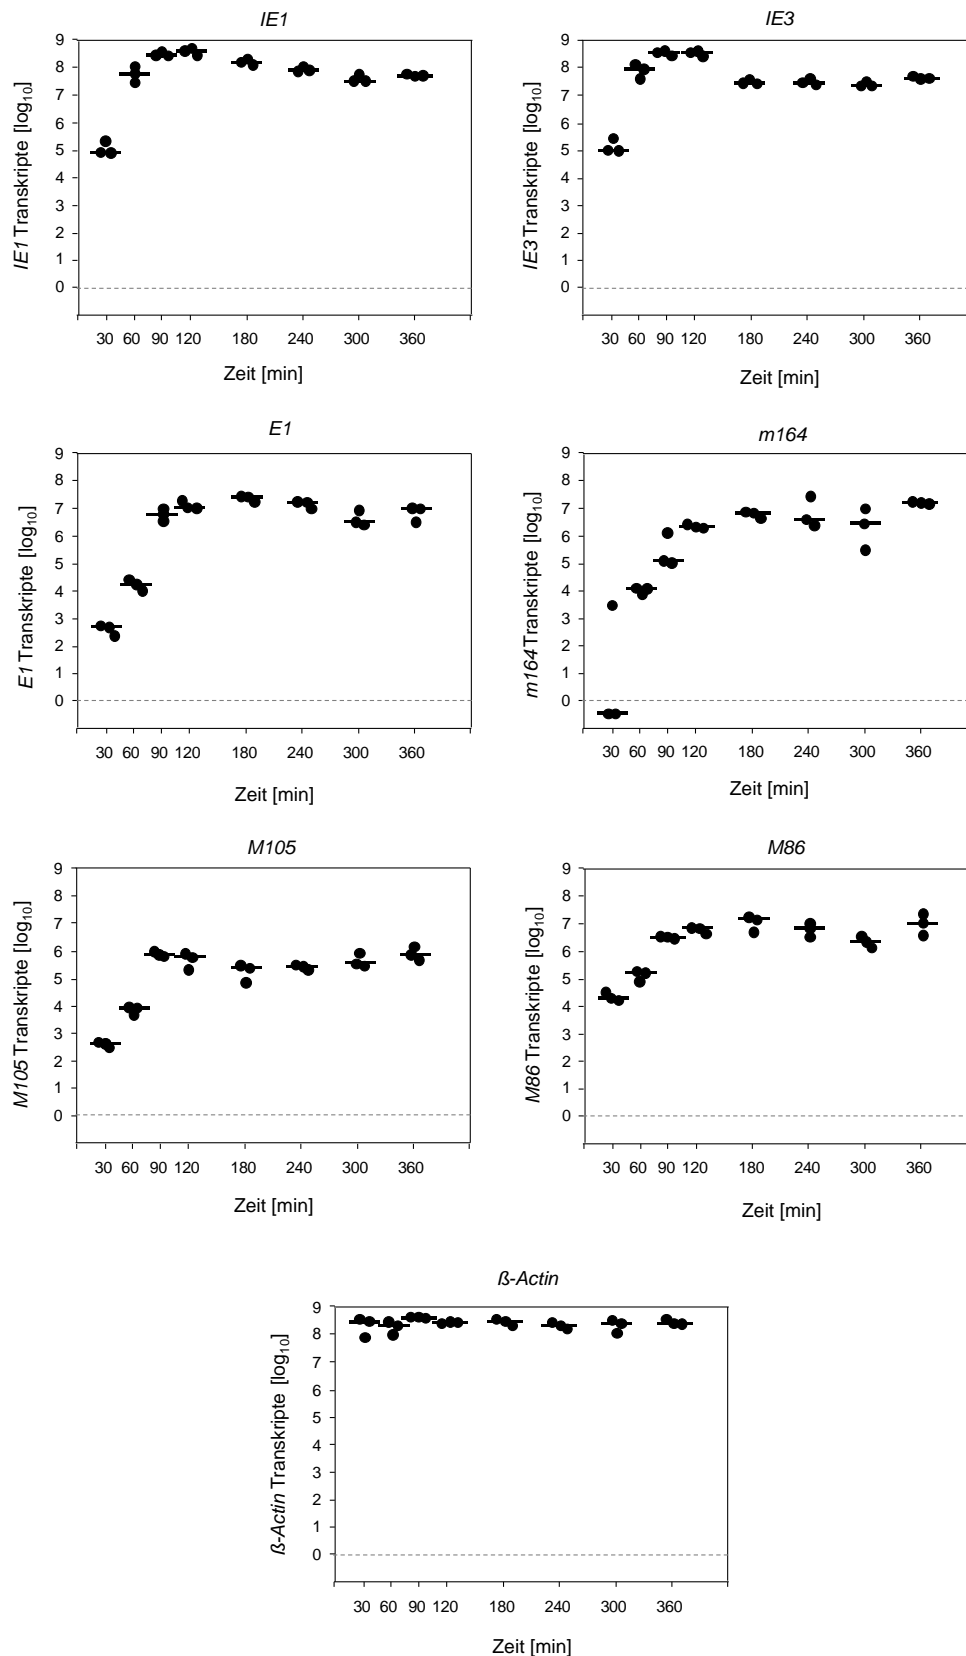 IE1
IE1 Transkripte [log10]
9
8
7
6
5
4
3
2
1
0
30 60 90 120 180 240 300 360
Zeit [min]
IE3
IE3 Transkripte [log10]
9
8
7
6
5
4
3
2
1
0
30 60 90 120 180 240 300 360
Zeit [min]
E1
E1 Transkripte [log10]
9
8
7
6
5
4
3
2
1
0
30 60 90 120 180 240 300 360
Zeit [min]
m164
m164 Transkripte [log10]
9
8
7
6
5
4
3
2
1
0
30 60 90 120 180 240 300 360
Zeit [min]
M105
M105 Transkripte [log10]
9
8
7
6
5
4
3
2
1
0
30 60 90 120 180 240 300 360
Zeit [min]
M86
M86 Transkripte [log10]
9
8
7
6
5
4
3
2
1
0
30 60 90 120 180 240 300 360
Zeit [min]
ß-Actin
ß-Actin Transkripte [log10]
9
8
7
6
5
4
3
2
1
0
30 60 90 120 180 240 300 360
Zeit [min]